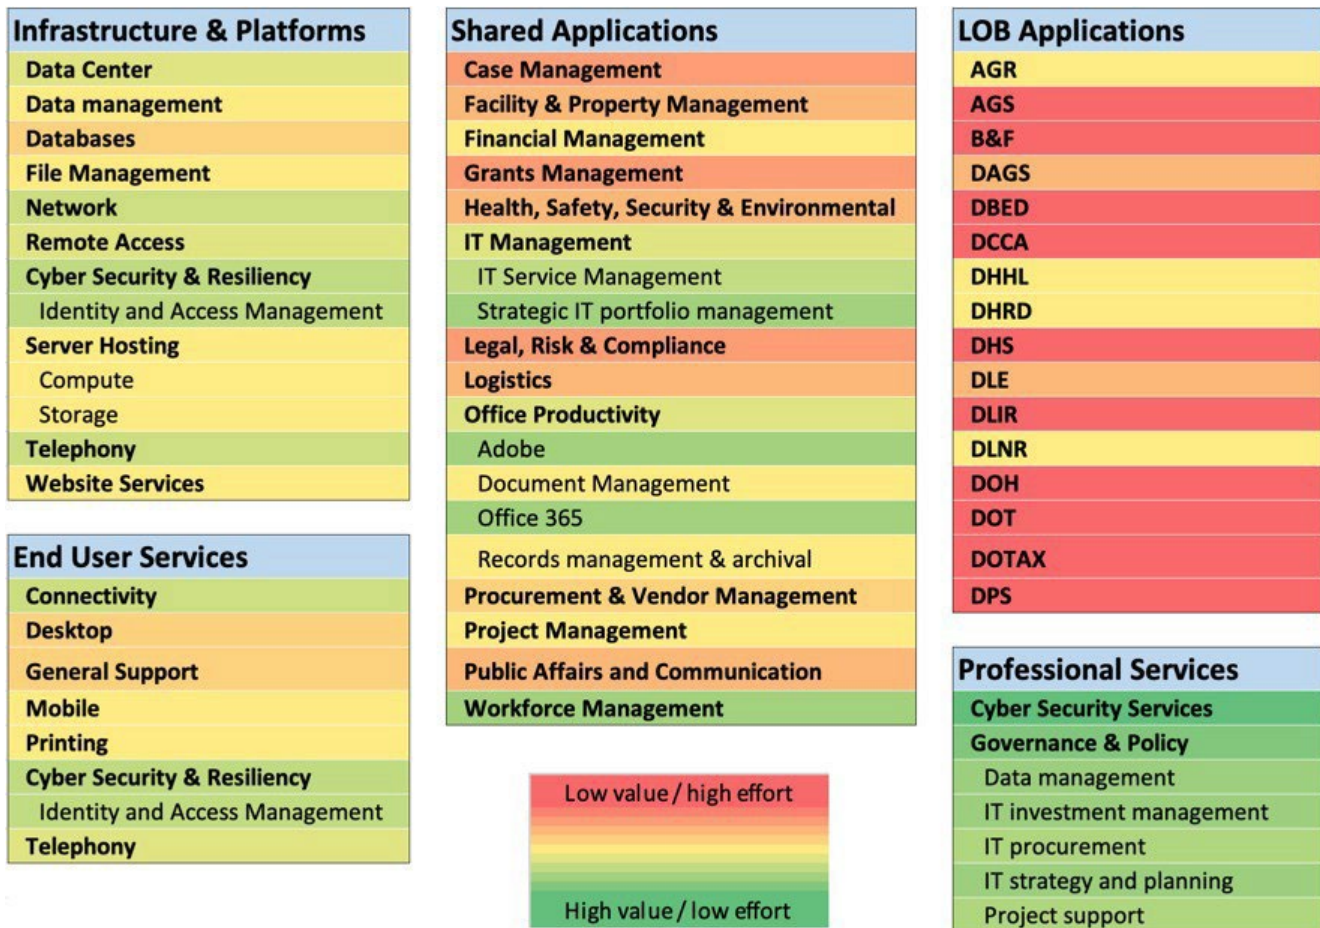 Infrastructure & Platforms
Data Center
Data management
Databases
File Management
Network
Remote Access
Cyber Security & Resiliency
Identity and Access Management
Server Hosting
Compute
Storage
Telephony
Website Services
End User Services
Connectivity
Desktop
General Support
Mobile
Printing
Cyber Security & Resiliency
Identity and Access Management
Telephony
Shared Applications
Case Management
Facility & Property Management
Financial Management
Grants Management
Health, Safety, Security & Environmental
IT Management
IT Service Management
Strategic IT portfolio management
Legal, Risk & Compliance
Logistics
Office Productivity
Adobe
Document Management
Office 365
Records management & archival
Procurement & Vendor Management
Project Management
Public Affairs and Communication
Workforce Management
Low value / high effort
High value / low effort
LOB Applications
AGR
AGS
B&F
DAGS
DBED
DCCA
DHHL
DHRD
DHS
DLE
DLIR
DLNR
DOH
DOT
DOTAX
DPS
Professional Services
Cyber Security Services
Governance & Policy
Data management
IT investment management
IT procurement
IT strategy and planning
Project support